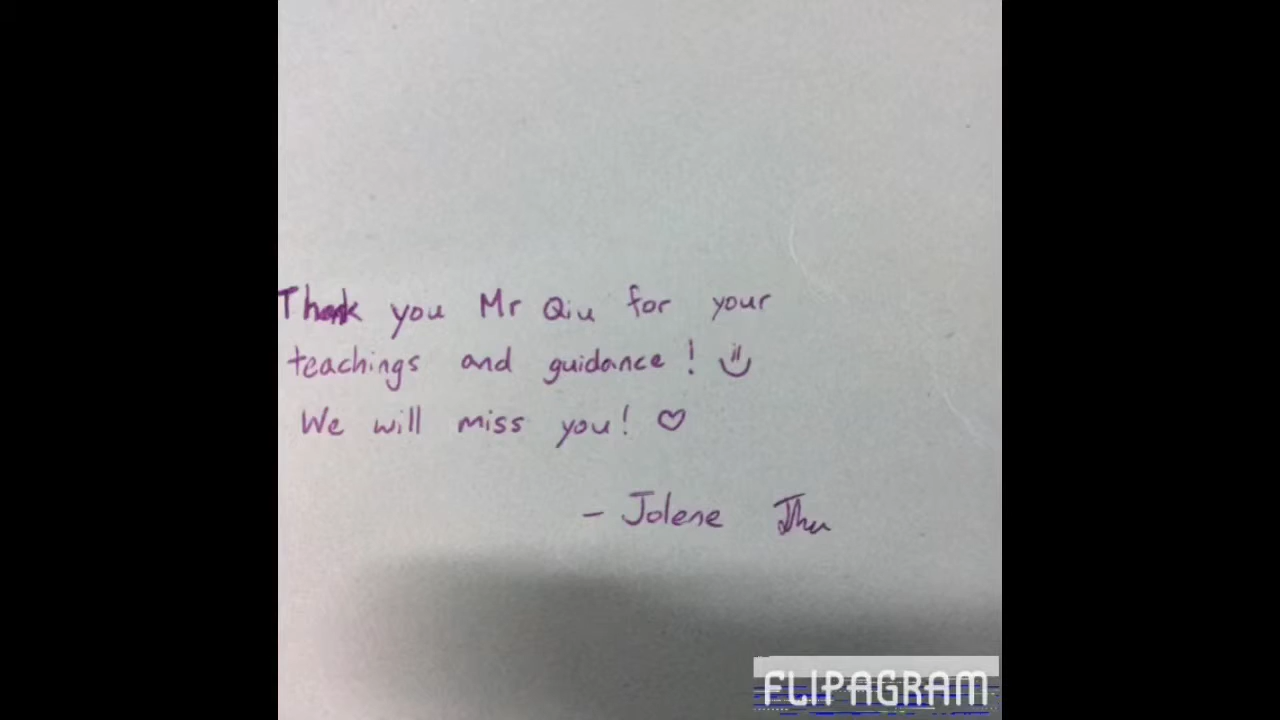 Thank you Mr Qiu for your
teachings and guidance!
We will miss you!
- Jolene
FLIPAGRAM